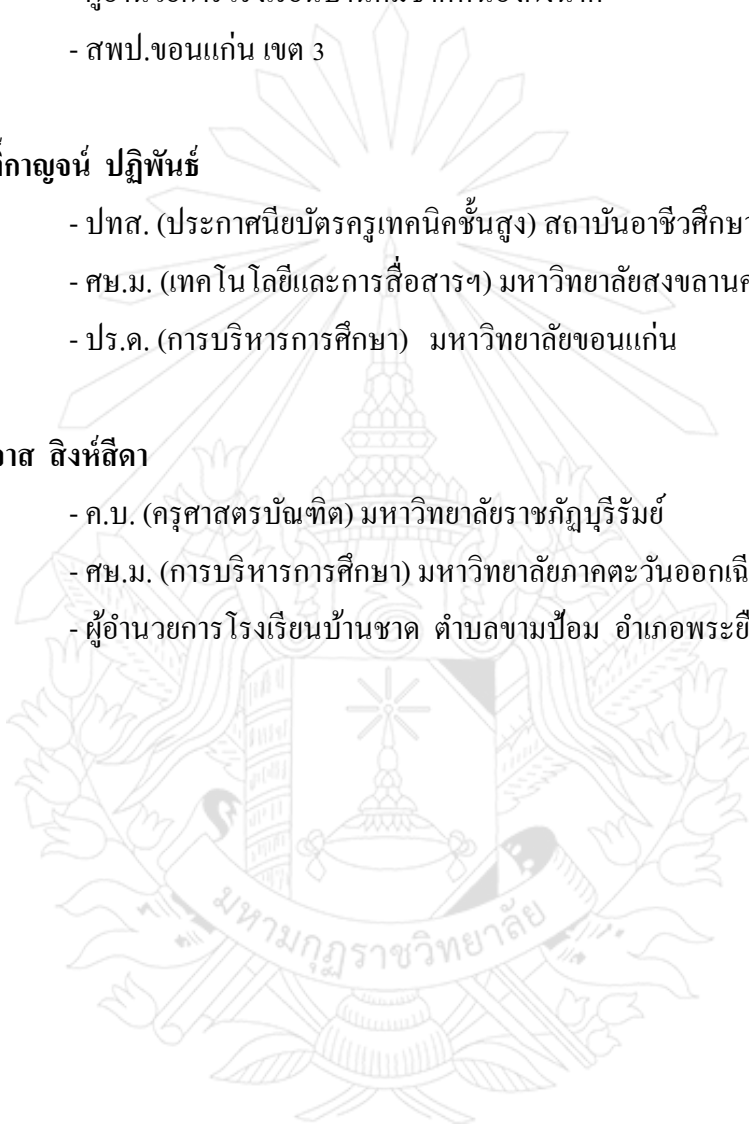 - สพป.ขอนแก่น เขต 3
ปฏิพันธ์
- ปทส. (ประกาศนียบัตรครูเทคนิคชั้นสูง) สถาบันอาชีวศึกษา
- ศษ.ม. (เทคโนโลยีและการสื่อสารฯ) มหาวิทยาลัยสงขลานค
- ปร.ด. (การบริหารการศึกษา) มหาวิทยาลัยขอนแก่น
าส สิงห์สีดา
- ค.บ. (ครุศาสตรบัณฑิต) มหาวิทยาลัยราชภัฏบุรีรัมย์
- ศษ.ม. (การบริหารการศึกษา) มหาวิทยาลัยภาคตะวันออกเฉี
- ผู้อำนวยการโรงเรียนบ้านชาด ตำบลขามป้อม อำเภอพระยื
มหามกุฏราชวิทยาลัย